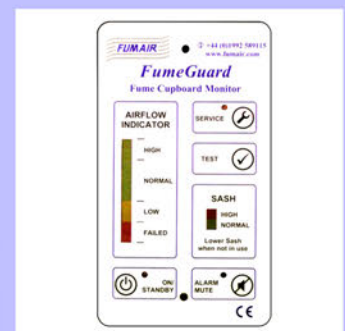 FUMAIR
✆ +44 (0)1992 589115
www.fumair.com
FumeGuard
Fume Cupboard Monitor
AIRFLOW
INDICATOR
HIGH
NORMAL
LOW
FAILED
SERVICE
TEST
SASH
HIGH
NORMAL
Lower Sash
when not in use
ON/
STANDBY
ALARM
MUTE
CE